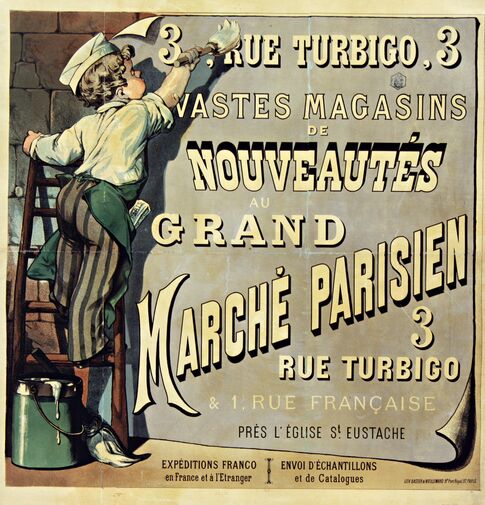 3, RUE TURBIGO, 3
VASTES MAGASINS
DE
NOUVEAUTÉS
AU
GRAND
MARCHÉ PARISIEN
3
RUE TURBIGO
& 1, RUE FRANÇAISE
PRÈS L'ÉGLISE St. EUSTACHE
EXPÉDITIONS FRANCO
en France et à l'Etranger
ENVOI D'ÉCHANTILLONS
et de Catalogues